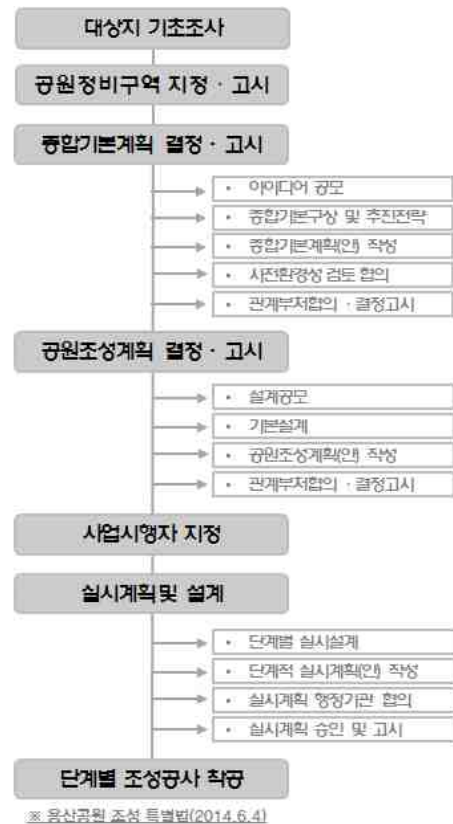 대상지 기초조사
공원정비구역 지정 · 고시
종합기본계획 결정 · 고시
· 아이디어 공모
· 종합기본구상 및 추진전략
· 종합기본계획(안) 작성
· 사전환경성 검토 협의
· 관계부처협의 · 결정고시
공원조성계획 결정 · 고시
· 설계공모
· 기본설계
· 공원조성계획(안) 작성
· 관계부처협의 · 결정고시
사업시행자 지정
실시계획및 설계
· 단계별 실시설계
· 단계적 실시계획(안) 작성
· 실시계획 행정기관 협의
· 실시계획 승인 및 고시
단계별 조성공사 착공
※ 용산공원 조성 특별법(2014.6.4)